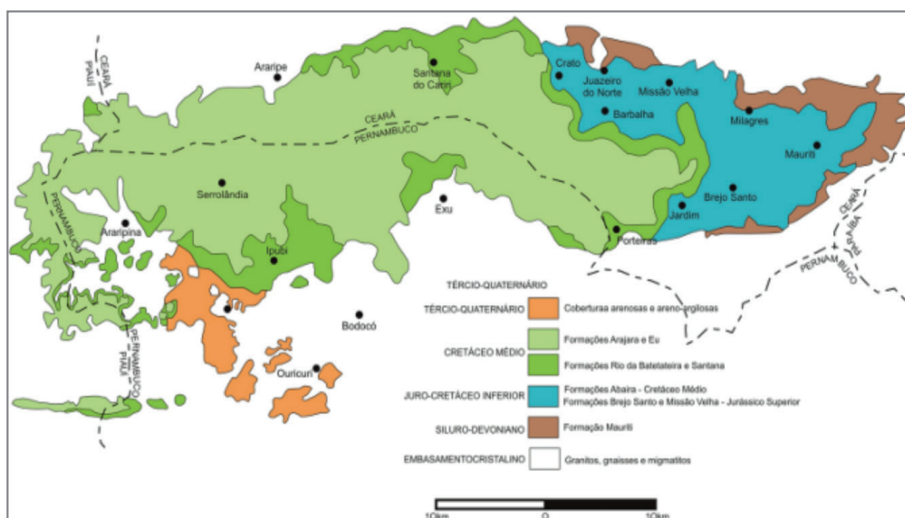 CEARÁ
PIAUÍ
Araripe
Santana
do Cariri
Crato
Juazeiro
do Norte
Missão Velha
Barbalha
Milagres
Mauriti
CEARÁ
PERNAMBUCO
PERNAMBUCO
Serrolândia
Araripina
Exu
Jardim
Brejo Santo
Porteiras
CEARÁ
PARAÍBA
PERNAMBUCO
Ipubi
Bodocó
Ouricuri
PERNAMBUCO
PIAUÍ
TÉRCIO-QUATERNÁRIO
TÉRCIO-QUATERNÁRIO
Coberturaa arenosas e areno-argilosas
CRETÁCEO MÉDIO
Formações Arajara e Eu
Formações Rio da Batetateira e Santana
JURO-CRETÁCEO INFERIOR
Formações Abaira - Cretáceo Médio
Formações Brejo Santo e Missão Velha - Jurássico Superior
SILURO-DEVONIANO
Formação Mauriti
EMBASAMENTOCRISTALINO
Granitos, gnaisses e migmatitos
10km 0 10km